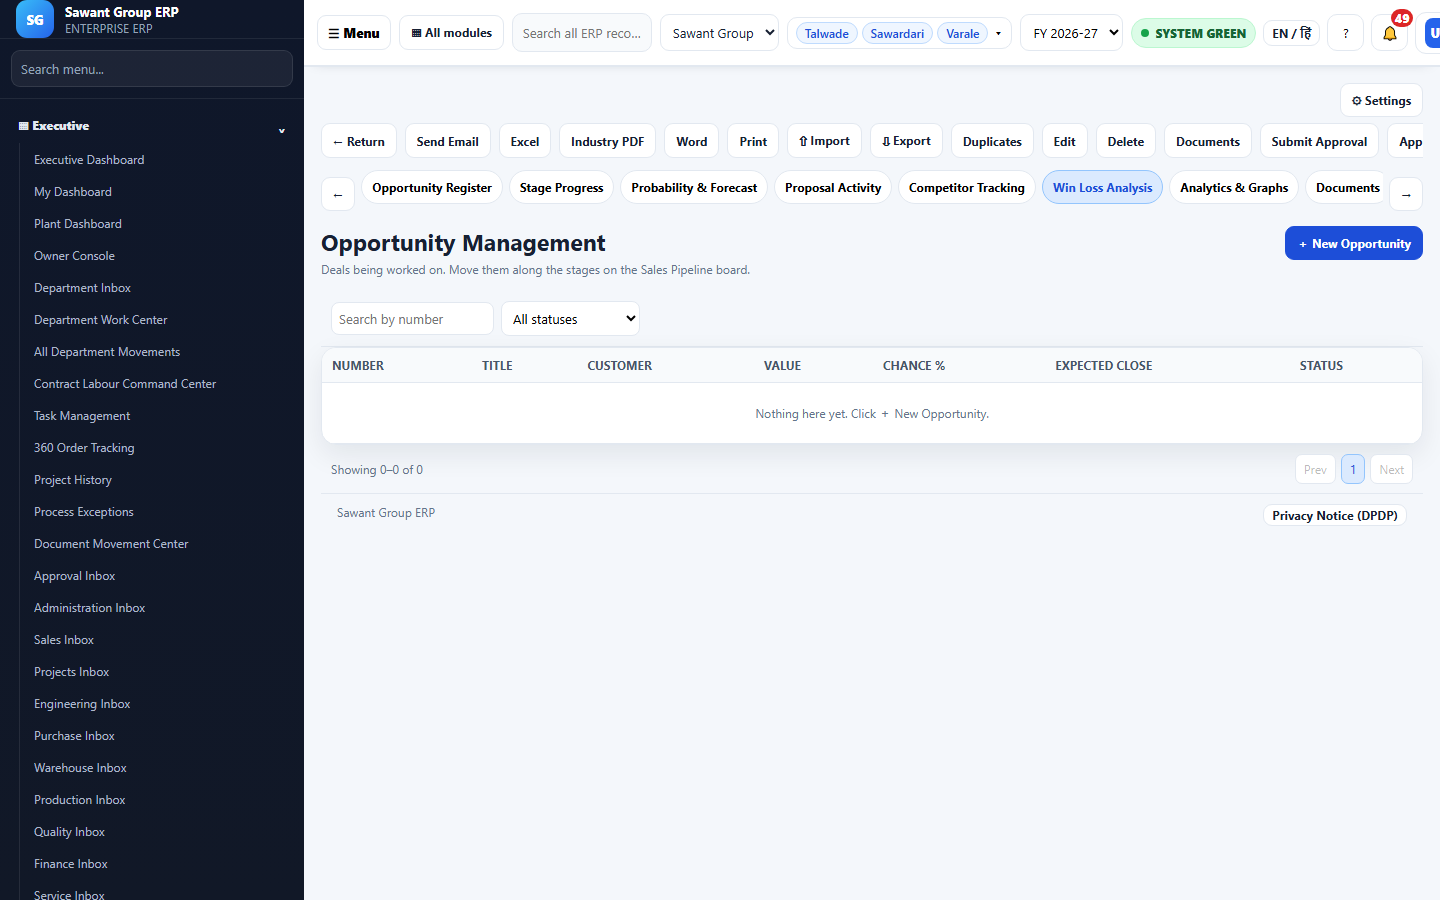 SG
Sawant Group ERP
ENTERPRISE ERP
Search menu...
Executive
Executive Dashboard
My Dashboard
Plant Dashboard
Owner Console
Department Inbox
Department Work Center
All Department Movements
Contract Labour Command Center
Task Management
360 Order Tracking
Project History
Process Exceptions
Document Movement Center
Approval Inbox
Administration Inbox
Sales Inbox
Projects Inbox
Engineering Inbox
Purchase Inbox
Warehouse Inbox
Production Inbox
Quality Inbox
Finance Inbox
Service Inbox
☰ Menu
All modules
Search all ERP reco...
Sawant Group
Talwade Sawardari Varale
FY 2026-27
SYSTEM GREEN
EN / हिं
?
49
U
⚙ Settings
← Return Send Email Excel Industry PDF Word Print ⇧ Import ⇩ Export Duplicates Edit Delete Documents Submit Approval App
← Opportunity Register Stage Progress Probability & Forecast Proposal Activity Competitor Tracking Win Loss Analysis Analytics & Graphs Documents →
Opportunity Management
+ New Opportunity
Deals being worked on. Move them along the stages on the Sales Pipeline board.
Search by number
All statuses
NUMBER TITLE CUSTOMER VALUE CHANCE % EXPECTED CLOSE STATUS
Nothing here yet. Click + New Opportunity.
Showing 0–0 of 0
Prev 1 Next
Sawant Group ERP
Privacy Notice (DPDP)